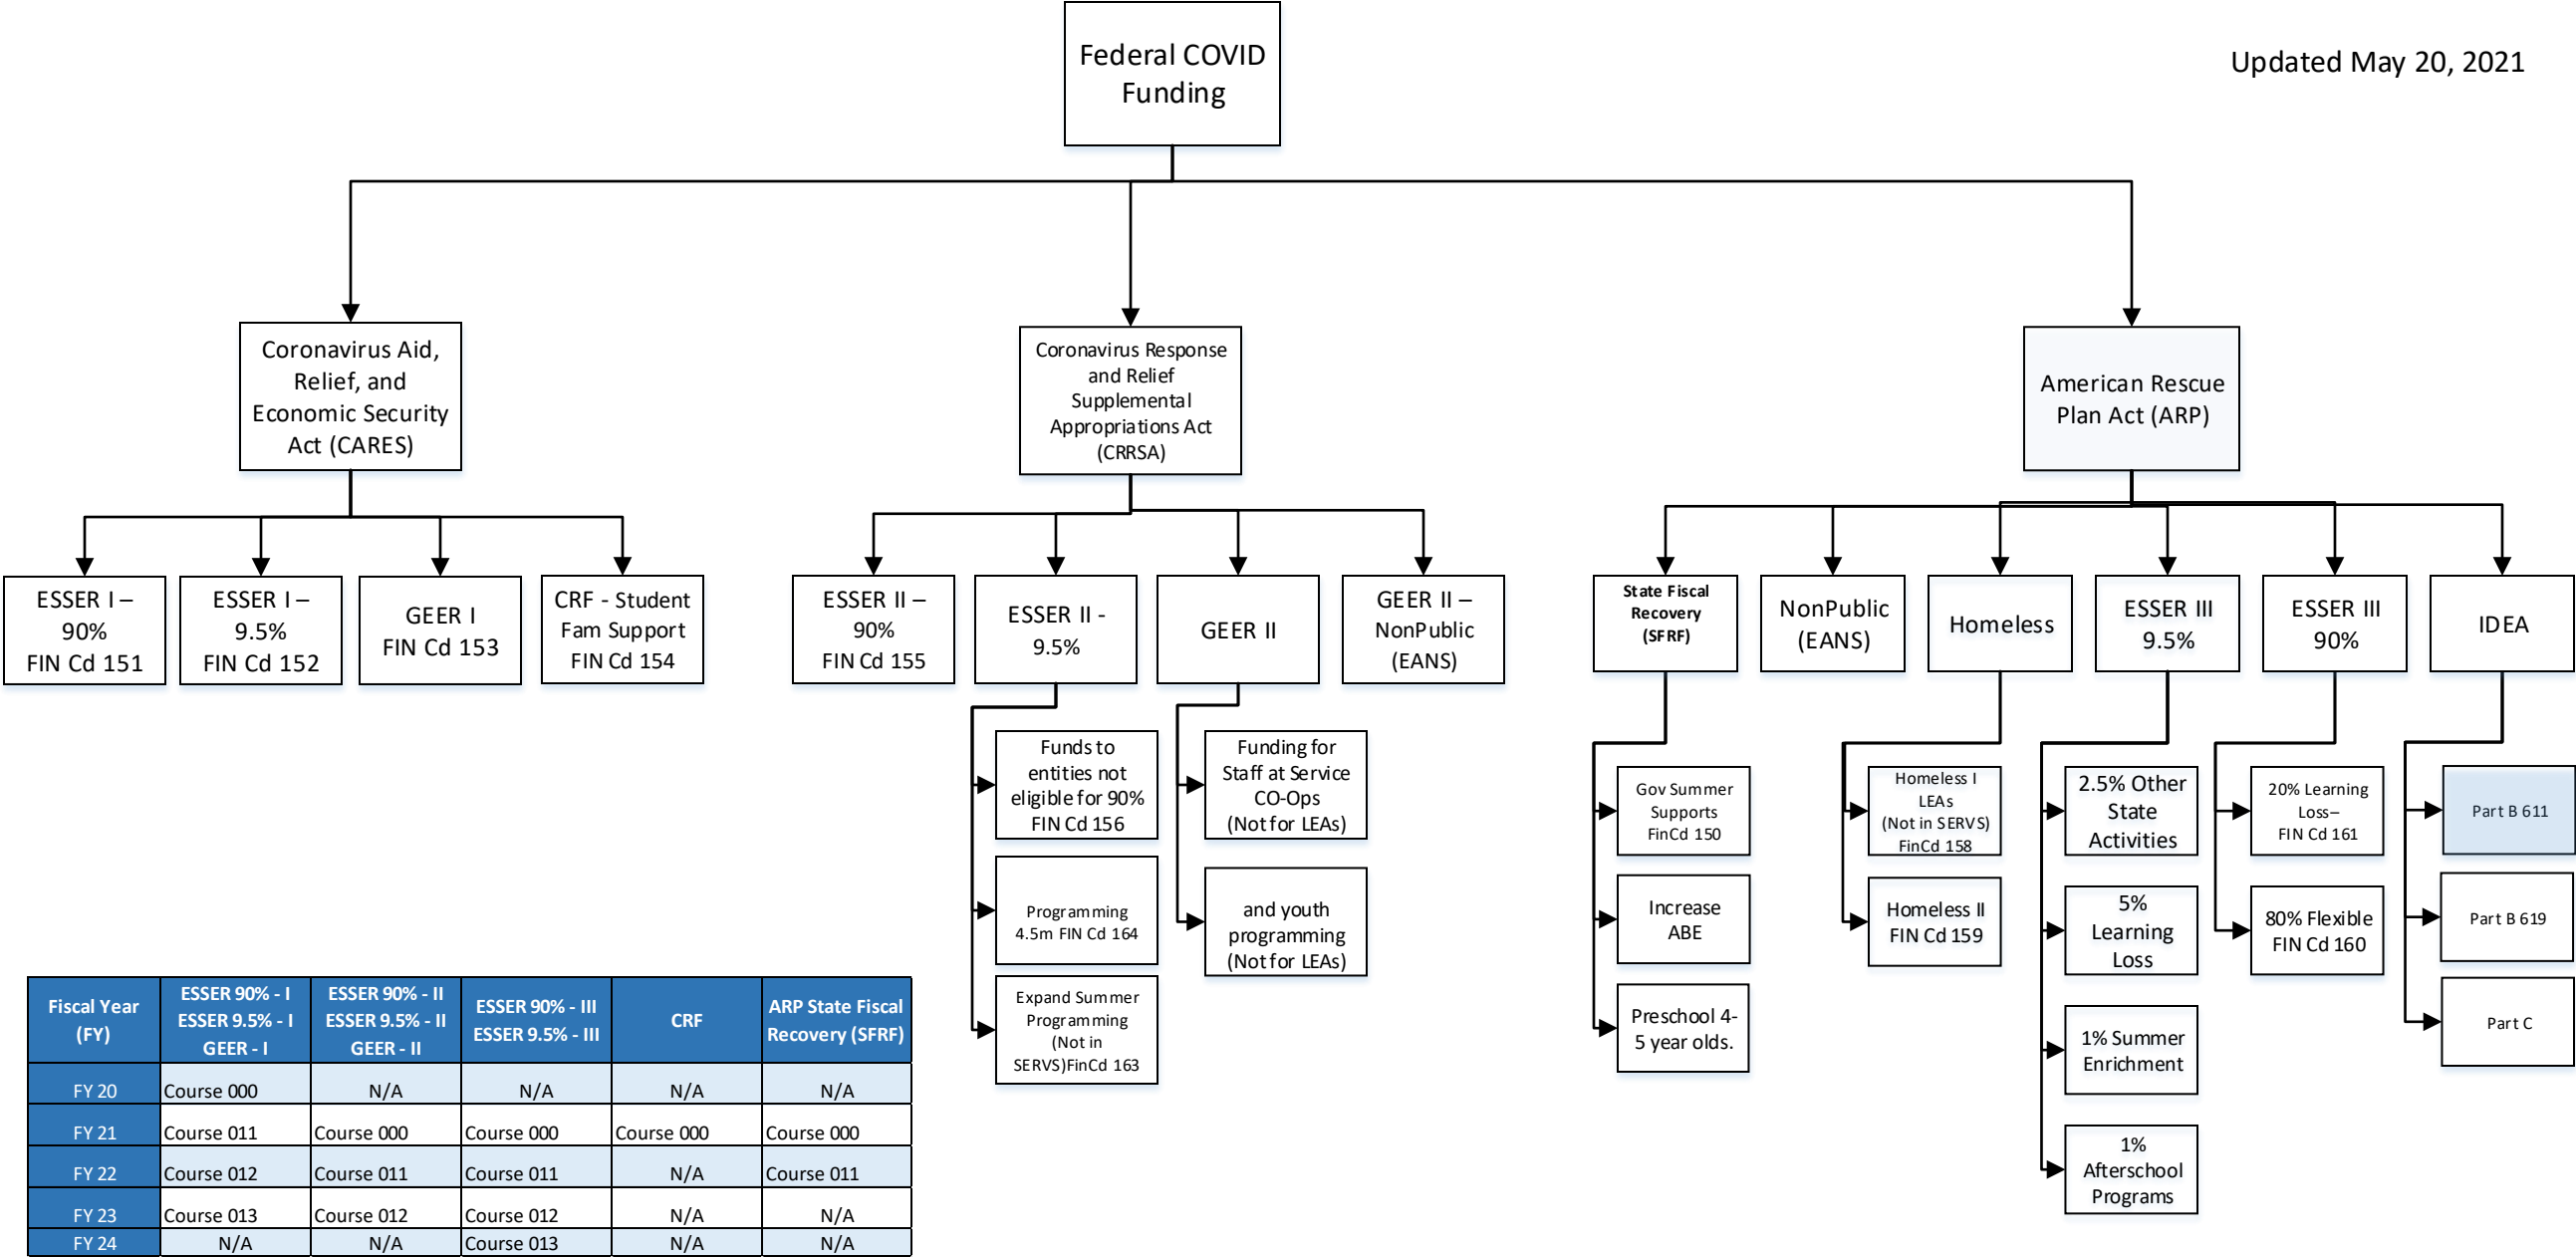 Federal COVID
Funding
Updated May 20, 2021
Coronavirus Aid,
Relief, and
Economic Security
Act (CARES)
Coronavirus Response
and Relief
Supplemental
Appropriations Act
(CRRSA)
American Rescue
Plan Act (ARP)
ESSER I –
90%
FIN Cd 151
ESSER I –
9.5%
FIN Cd 152
GEER I
FIN Cd 153
CRF - Student
Fam Support
FIN Cd 154
ESSER II –
90%
FIN Cd 155
ESSER II -
9.5%
GEER II
GEER II –
NonPublic
(EANS)
State Fiscal
Recovery
(SFRF)
NonPublic
(EANS)
Homeless
ESSER III
9.5%
ESSER III
90%
IDEA
Funds to
entities not
eligible for 90%
FIN Cd 156
Programming
4.5m FIN Cd 164
Expand Summer
Programming
(Not in
SERVS)FinCd 163
Funding for
Staff at Service
CO-Ops
(Not for LEAs)
and youth
programming
(Not for LEAs)
Gov Summer
Supports
FinCd 150
Increase
ABE
Preschool 4-
5 year olds.
Homeless I
LEAs
(Not in SERVS)
FinCd 158
Homeless II
FIN Cd 159
2.5% Other
State
Activities
5%
Learning
Loss
1% Summer
Enrichment
1%
Afterschool
Programs
20% Learning
Loss–
FIN Cd 161
80% Flexible
FIN Cd 160
Part B 611
Part B 619
Part C
Fiscal Year
(FY)
ESSER 90% - I
ESSER 9.5% - I
GEER - I
ESSER 90% - II
ESSER 9.5% - II
GEER - II
ESSER 90% - III
ESSER 9.5% - III
CRF
ARP State Fiscal
Recovery (SFRF)
FY 20 Course 000 N/A N/A N/A N/A
FY 21 Course 011 Course 000 Course 000 Course 000 Course 000
FY 22 Course 012 Course 011 Course 011 N/A Course 011
FY 23 Course 013 Course 012 Course 012 N/A N/A
FY 24 N/A N/A Course 013 N/A N/A